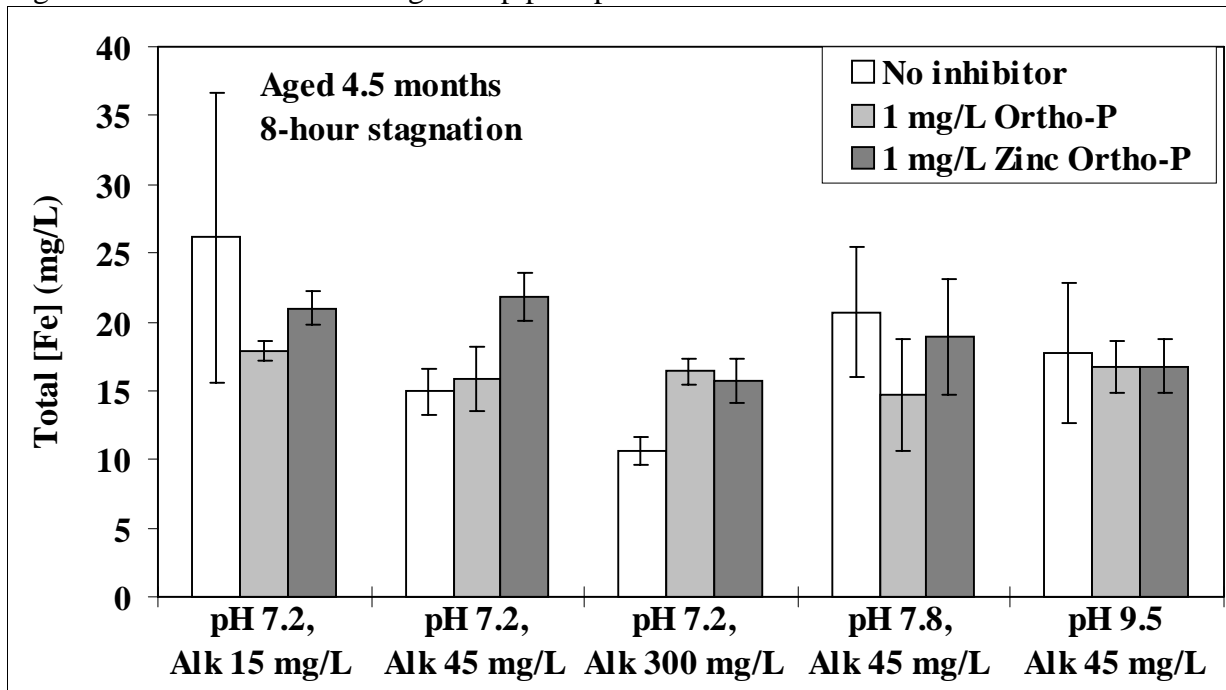 40
35
30
25
20
15
10
5
0
Total [Fe] (mg/L)
Aged 4.5 months
8-hour stagnation
No inhibitor
1 mg/L Ortho-P
1 mg/L Zinc Ortho-P
pH 7.2,
Alk 15 mg/L
pH 7.2,
Alk 45 mg/L
pH 7.2,
Alk 300 mg/L
pH 7.8,
Alk 45 mg/L
pH 9.5
Alk 45 mg/L